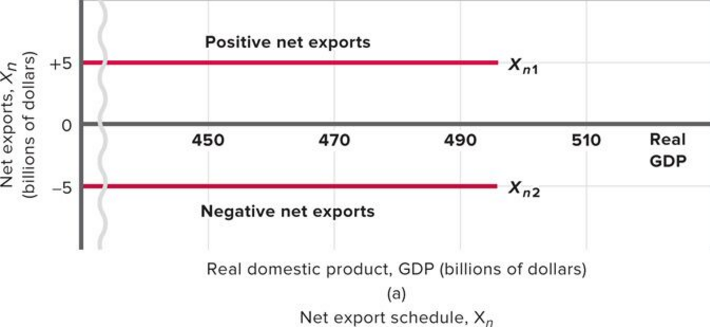 Net exports, Xn
(billions of dollars)
Positive net exports
+5
Xn1
0
450
470
490
510
Real
GDP
–5
Xn2
Negative net exports
Real domestic product, GDP (billions of dollars)
(a)
Net export schedule, Xn